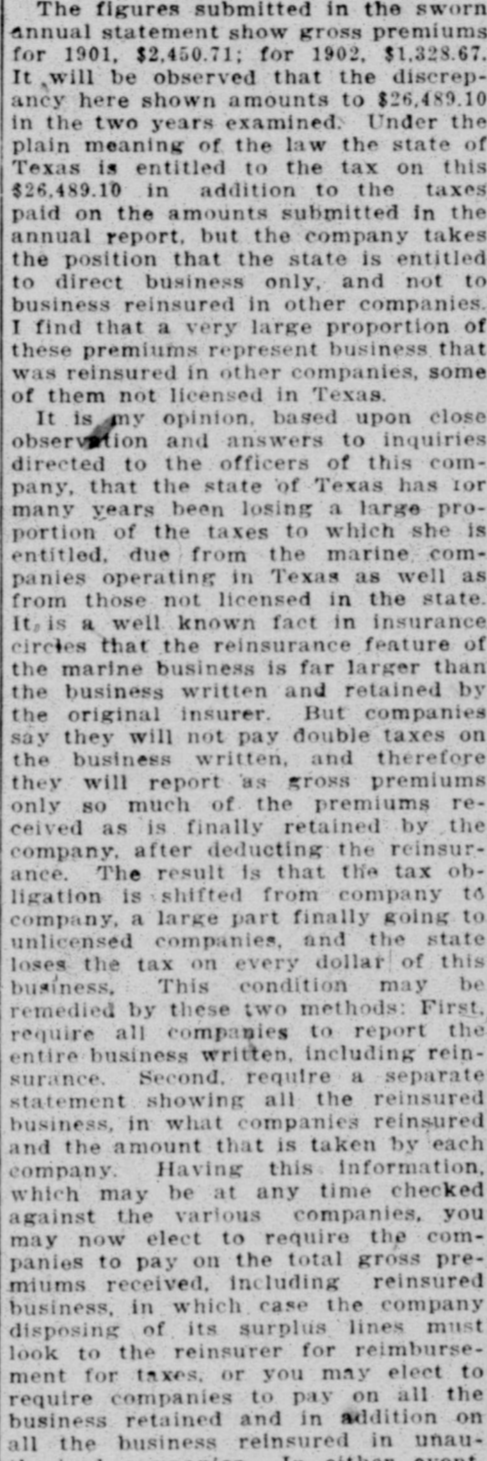 The figures submitted in the sworn
annual statement show gross premiums
for 1901, $2,450.71; for 1902, $1,328.67.
It will be observed that the discrep-
ancy here shown amounts to $26,489.10
in the two years examined. Under the
plain meaning of the law the state of
Texas is entitled to the tax on this
$26,489.10 in addition to the taxes
paid on the amounts submitted in the
annual report, but the company takes
the position that the state is entitled
to direct business only, and not to
business reinsured in other companies.
I find that a very large proportion of
these premiums represent business that
was reinsured in other companies, some
of them not licensed in Texas.
It is my opinion, based upon close
observation and answers to inquiries
directed to the officers of this com-
pany, that the state of Texas has for
many years been losing a large pro-
portion of the taxes to which she is
entitled, due from the marine com-
panies operating in Texas as well as
from those not licensed in the state.
It is a well known fact in insurance
circles that the reinsurance feature of
the marine business is far larger than
the business written and retained by
the original insurer. But companies
say they will not pay double taxes on
the business written, and therefore
they will report as gross premiums
only so much of the premiums re-
ceived as is finally retained by the
company, after deducting the reinsur-
ance. The result is that the tax ob-
ligation is shifted from company to
company, a large part finally going to
unlicensed companies, and the state
loses the tax on every dollar of this
business. This condition may be
remedied by these two methods: First,
require all companies to report the
entire business written, including rein-
surance. Second, require a separate
statement showing all the reinsured
business, in what companies reinsured
and the amount that is taken by each
company. Having this information,
which may be at any time checked
against the various companies, you
may now elect to require the com-
panies to pay on the total gross pre-
miums received, including reinsured
business, in which case the company
disposing of its surplus lines must
look to the reinsurer for reimburse-
ment for taxes, or you may elect to
require companies to pay on all the
business retained and in addition on
all the business reinsured in unau-